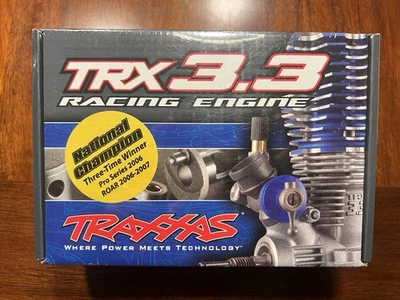 TRX 3.3
RACING ENGINE
National
Champion
Three-Time Winner
Pro Series 2006
ROAR 2006-2007
TRAXXAS
WHERE POWER MEETS TECHNOLOGY